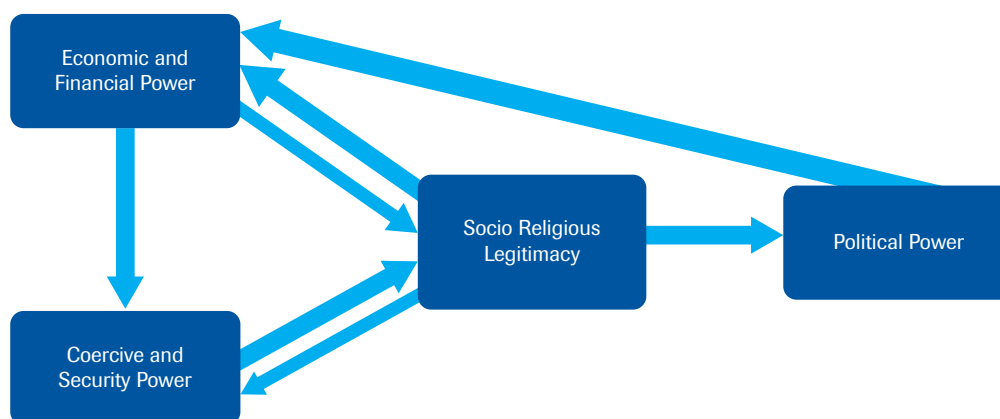 Economic and
Financial Power
Socio Religious
Legitimacy
Political Power
Coercive and
Security Power